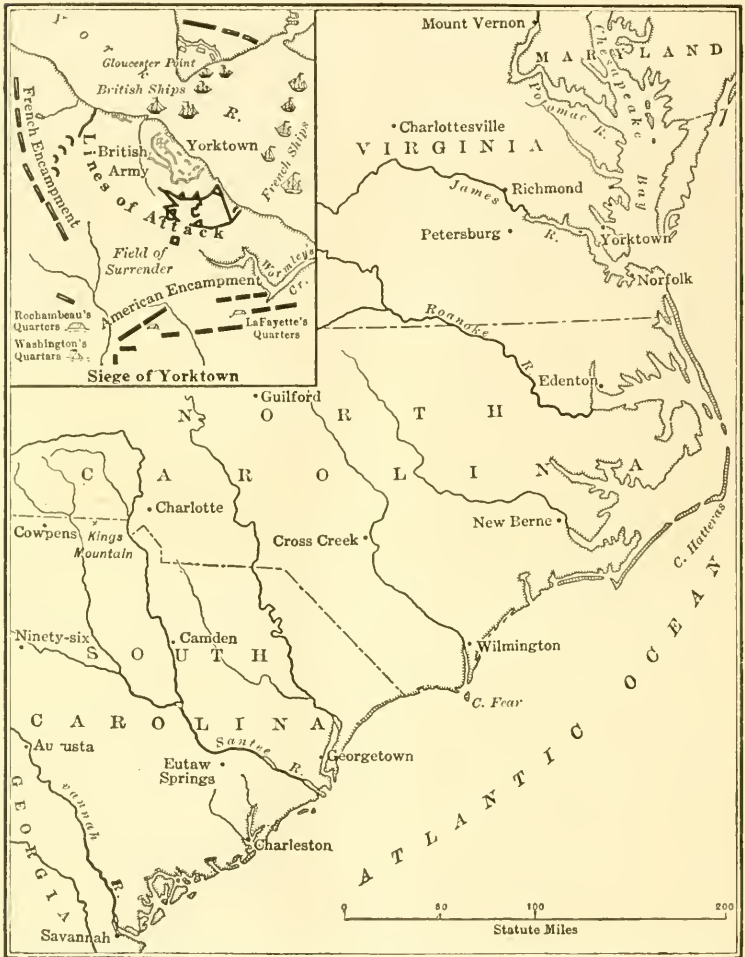 Y O
Gloucester Point
British Ships
R.
French Encampment
Lines of Attack
British
Army
Yorktown
French Ships
Field of
Surrender
Wormley's
Cr.
American Encampment
Rochambeau's
Quarters
LaFayette's
Quarters
Washington's
Quartars
Siege of Yorktown
Mount Vernon
MARYLAND
Chesapeake
Bay
Potomac R.
Charlottesville
VIRGINIA
James
R.
Richmond
Petersburg
Yorktown
Norfolk
Roanoke
R.
Edenton
Guilford
NORTH
CAROLINA
Charlotte
New Berne
C. Hatteras
Cowpens
Kings
Mountain
Cross Creek
Ninety-six
Camden
Wilmington
SOUTH
C. Fear
CAROLINA
Au usta
Santee
R.
Georgetown
Eutaw
Springs
GEORGIA
vannah
R.
Charleston
Savannah
ATLANTIC OCEAN
0 50 100 200
Statute Miles